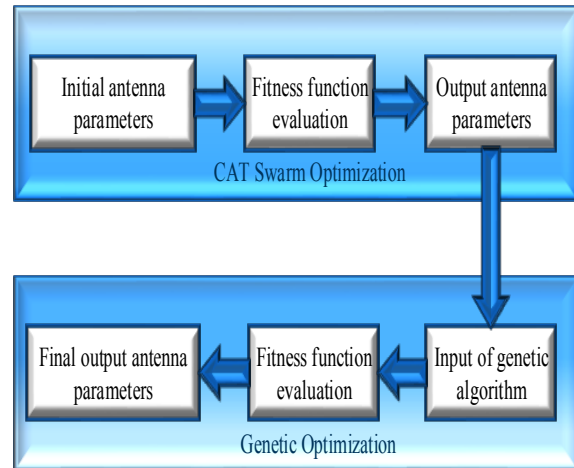 Initial antenna
parameters
Fitness function
evaluation
Output antenna
parameters
CAT Swarm Optimization
Final output antenna
parameters
Fitness function
evaluation
Input of genetic
algorithm
Genetic Optimization